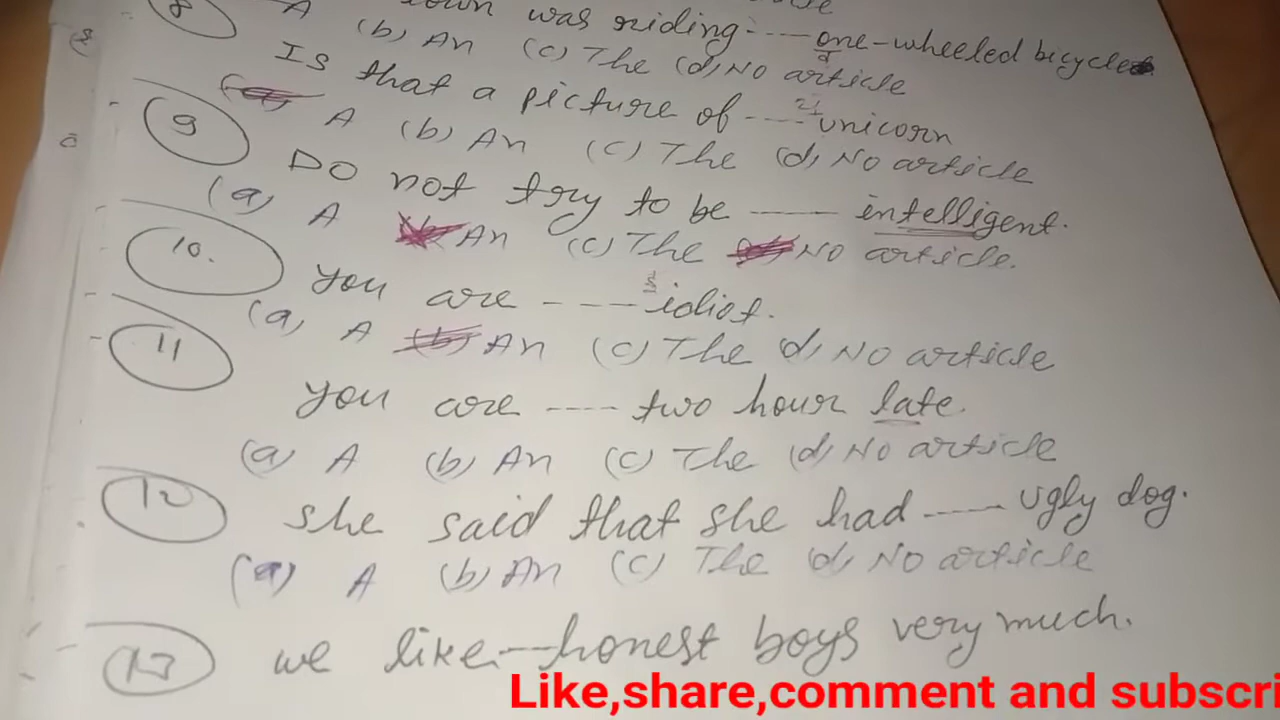 8
A own was riding ---- one-wheeled bicycle
(b) An (c) The (d) No article
Is that a picture of ---- unicorn
9 (a) A (b) An (c) The (d) No article
Do not try to be ---- intelligent.
10. (a) A An (c) The No article.
You are ---- idiot.
11 (a) A (b) An (c) The (d) No article
You are ---- two hour late.
(a) A (b) An (c) The (d) No article
12 she said that she had ---- ugly dog.
(a) A (b) An (c) The (d) No article
13 we like --- honest boys very much.
Like,share,comment and subscri